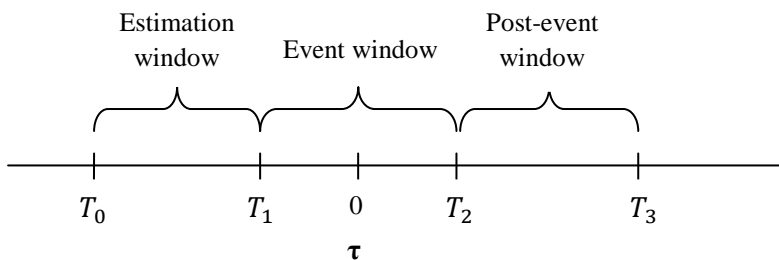 Estimation
window
Event window
Post-event
window
T₀ T₁ 0 T₂ T₃
τ